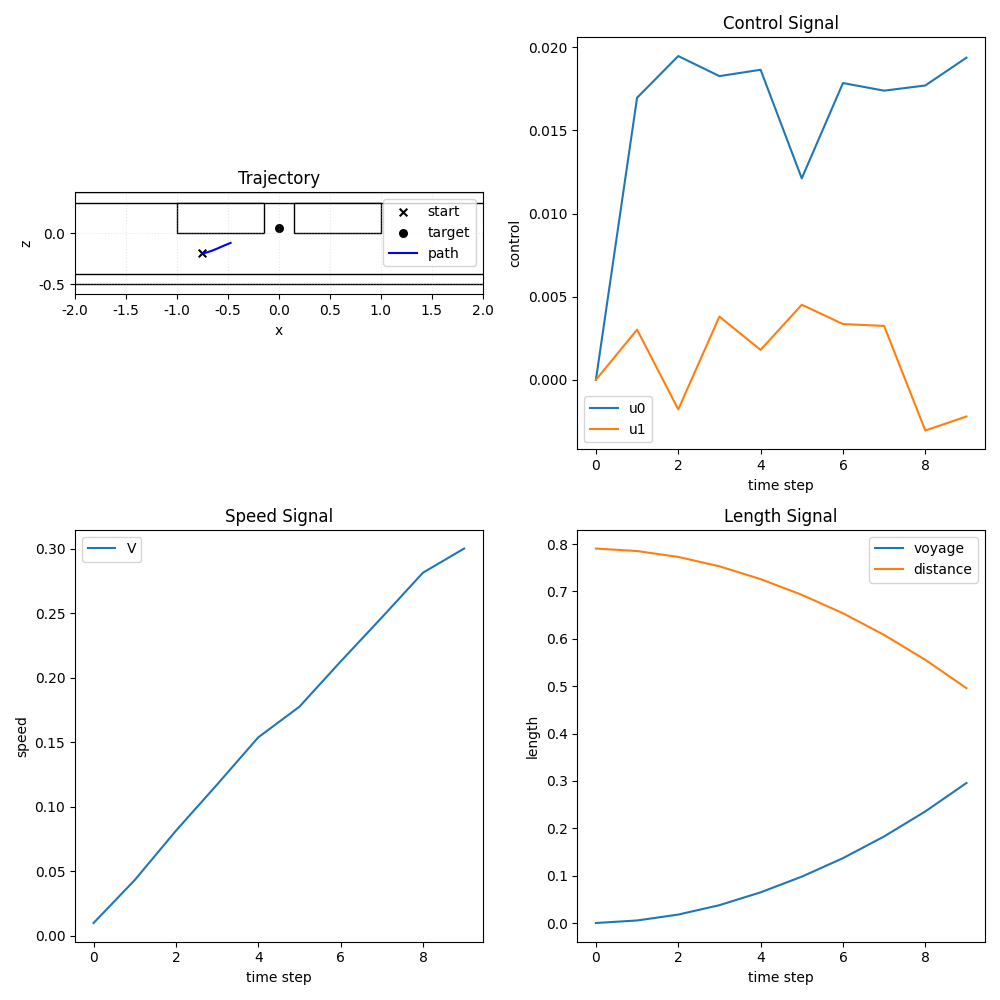 Trajectory
0.0
-0.5
z
-2.0 -1.5 -1.0 -0.5 0.0 0.5 1.0 1.5 2.0
x
start
target
path
Control Signal
0.020
0.015
0.010
0.005
0.000
control
u0
u1
0 2 4 6 8
time step
Speed Signal
V
0.30
0.25
0.20
0.15
0.10
0.05
0.00
speed
0 2 4 6 8
time step
Length Signal
voyage
distance
0.8
0.7
0.6
0.5
0.4
0.3
0.2
0.1
0.0
length
0 2 4 6 8
time step